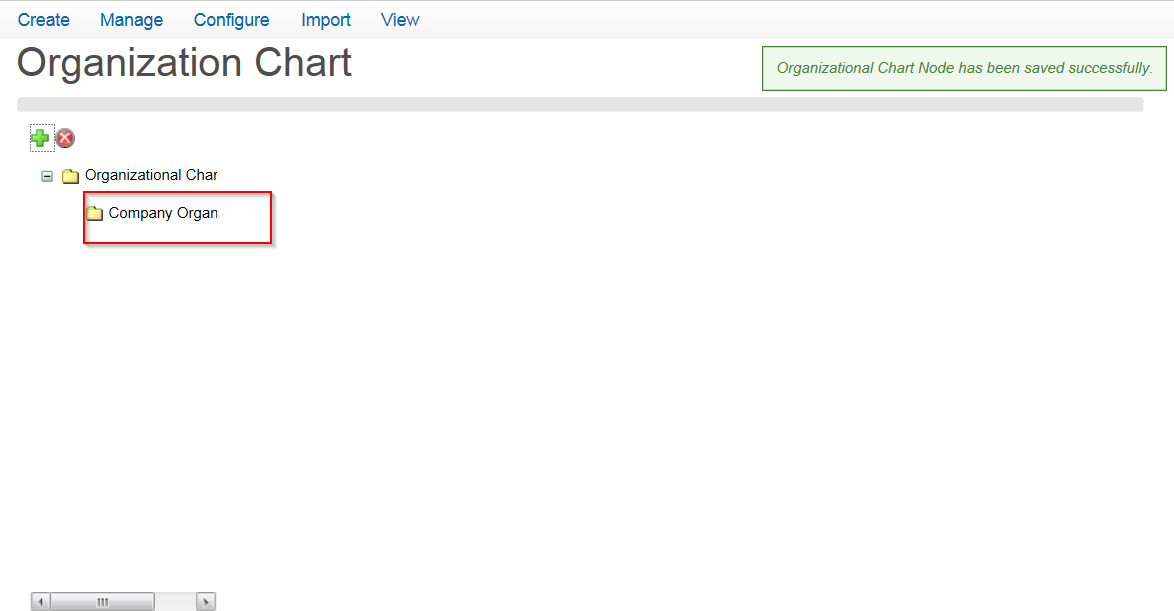 Create Manage Configure Import View
Organization Chart
Organizational Chart Node has been saved successfully.
Organizational Char
Company Organ